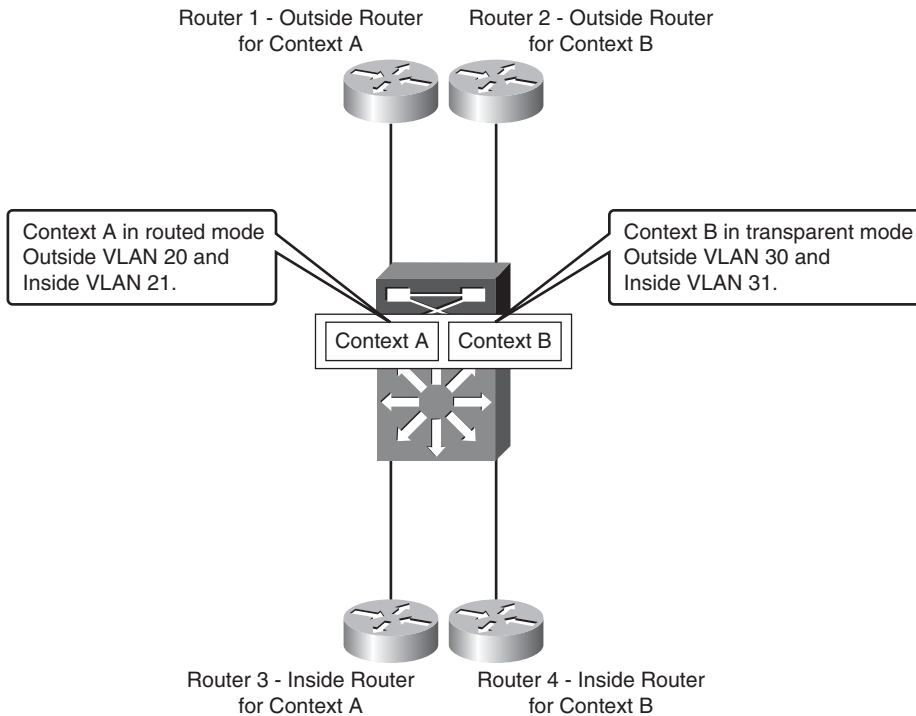 Router 1 - Outside Router
for Context A
Router 2 - Outside Router
for Context B
Context A in routed mode
Outside VLAN 20 and
Inside VLAN 21.
Context B in transparent mode
Outside VLAN 30 and
Inside VLAN 31.
Context A
Context B
Router 3 - Inside Router
for Context A
Router 4 - Inside Router
for Context B